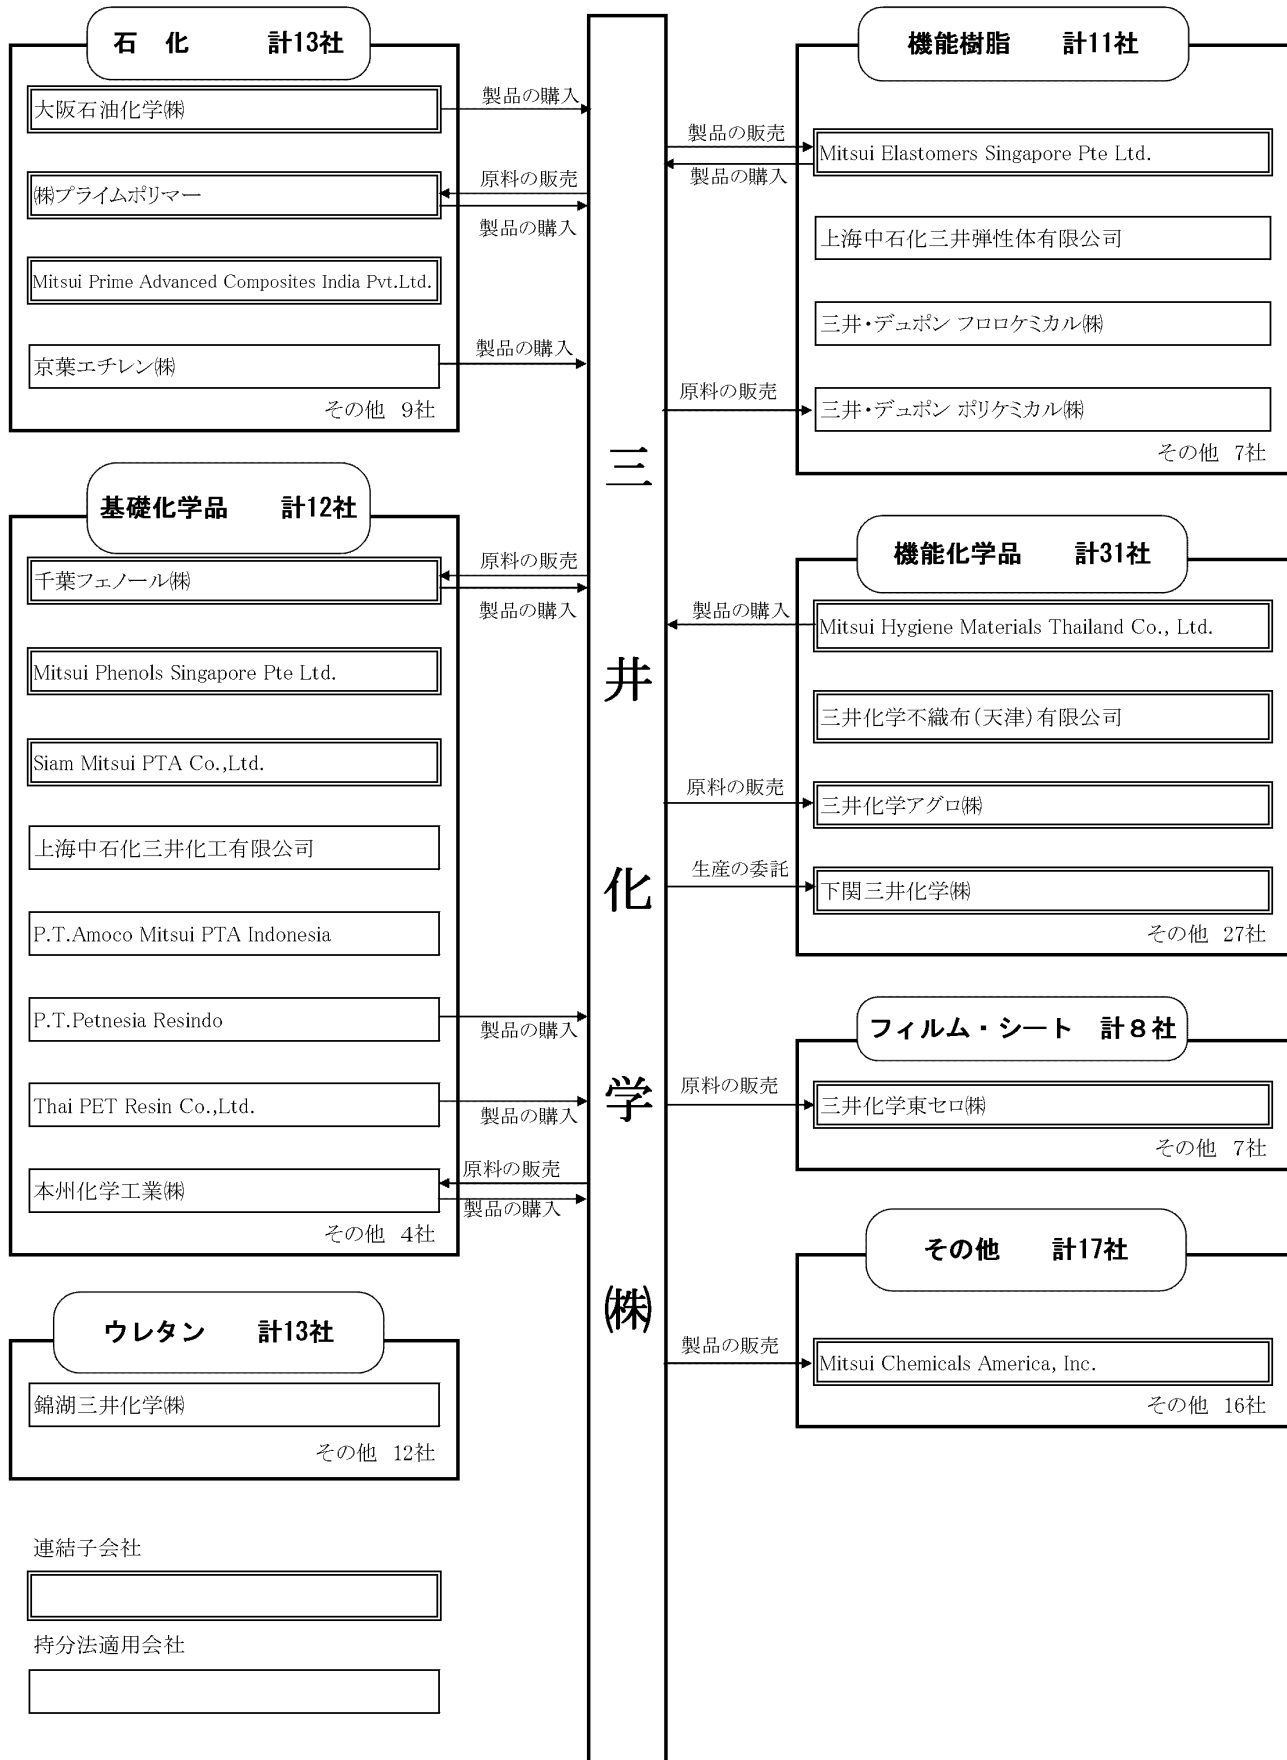 石　化　　　計13社
大阪石油化学㈱
製品の購入
㈱プライムポリマー
原料の販売
製品の購入
Mitsui Prime Advanced Composites India Pvt.Ltd.
京葉エチレン㈱
製品の購入
その他 9社
基礎化学品　　計12社
千葉フェノール㈱
原料の販売
製品の購入
Mitsui Phenols Singapore Pte Ltd.
Siam Mitsui PTA Co.,Ltd.
上海中石化三井化工有限公司
P.T.Amoco Mitsui PTA Indonesia
P.T.Petnesia Resindo
製品の購入
Thai PET Resin Co.,Ltd.
製品の購入
本州化学工業㈱
原料の販売
製品の購入
その他 4社
ウレタン　　計13社
錦湖三井化学㈱
その他 12社
連結子会社
持分法適用会社
三
井
化
学
㈱
機能樹脂　　計11社
製品の販売
Mitsui Elastomers Singapore Pte Ltd.
製品の購入
上海中石化三井弾性体有限公司
三井・デュポン フロロケミカル㈱
原料の販売
三井・デュポン ポリケミカル㈱
その他 7社
機能化学品　　計31社
製品の購入
Mitsui Hygiene Materials Thailand Co., Ltd.
三井化学不織布(天津)有限公司
原料の販売
三井化学アグロ㈱
生産の委託
下関三井化学㈱
その他 27社
フィルム・シート　計８社
原料の販売
三井化学東セロ㈱
その他 7社
その他　　計17社
製品の販売
Mitsui Chemicals America, Inc.
その他 16社